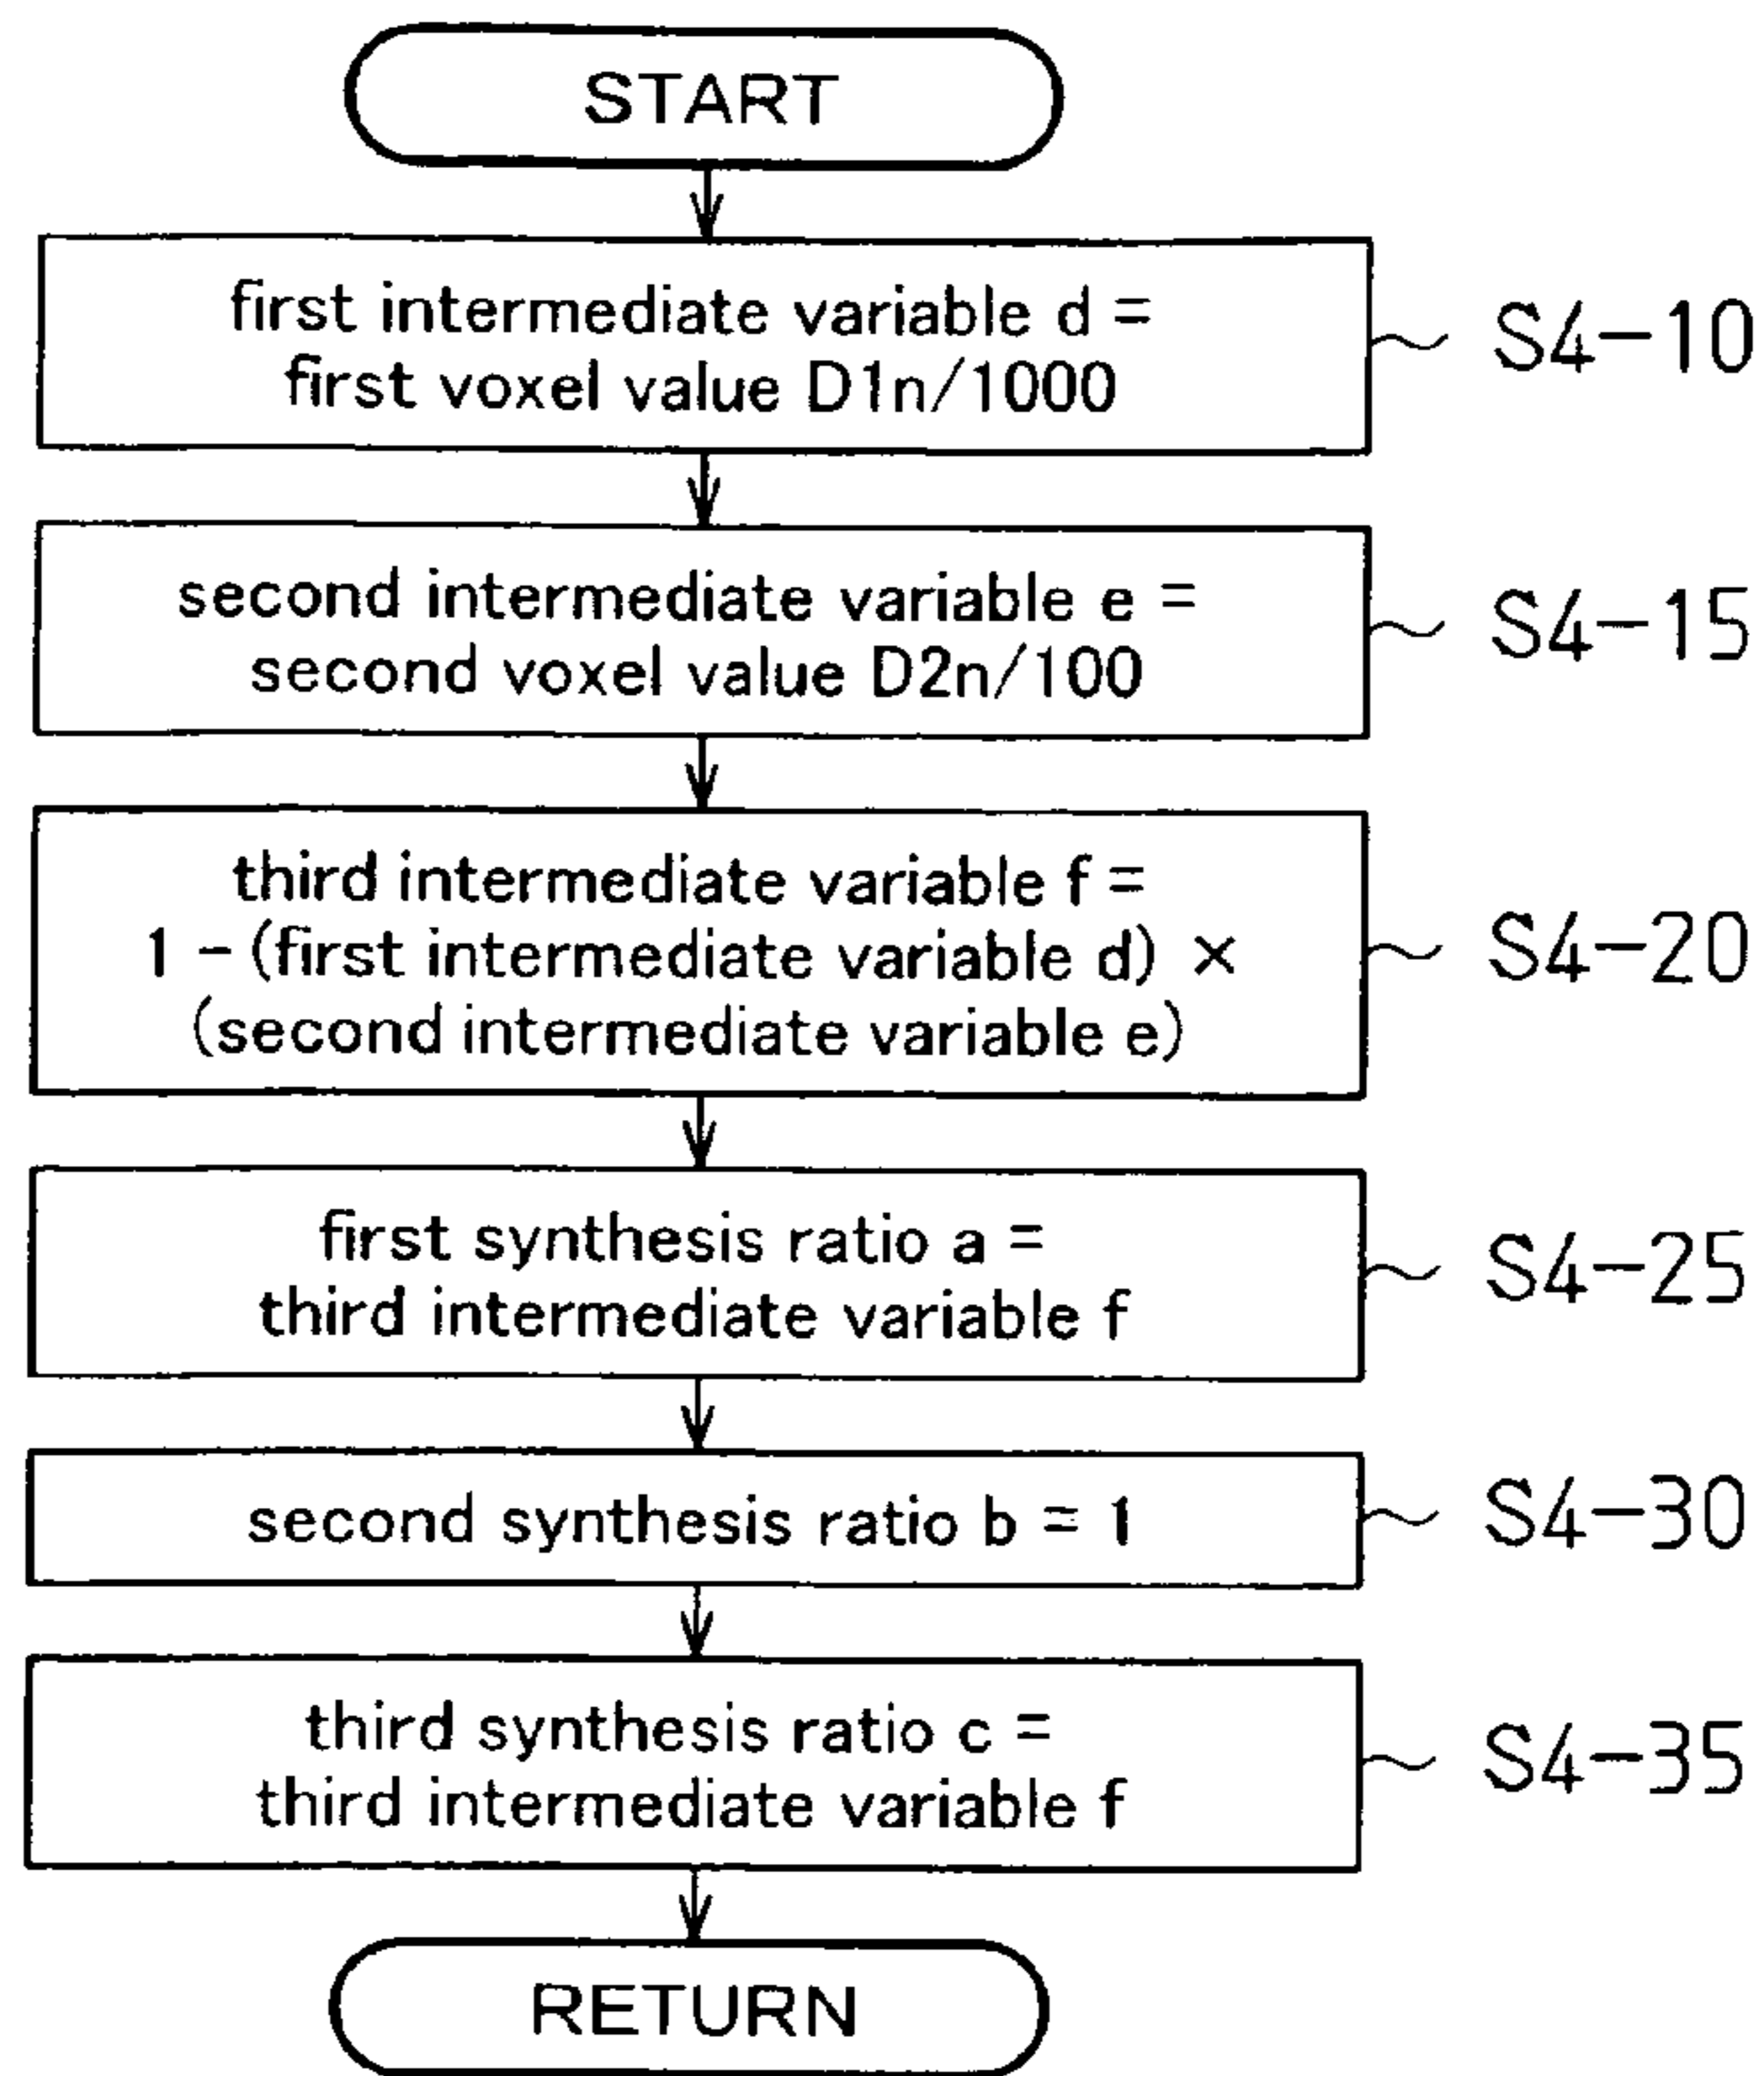 START
first intermediate variable d =
first voxel value D1n/1000
S4-10
second intermediate variable e =
second voxel value D2n/100
S4-15
third intermediate variable f =
1 - (first intermediate variable d) ×
(second intermediate variable e)
S4-20
first synthesis ratio a =
third intermediate variable f
S4-25
second synthesis ratio b = 1
S4-30
third synthesis ratio c =
third intermediate variable f
S4-35
RETURN